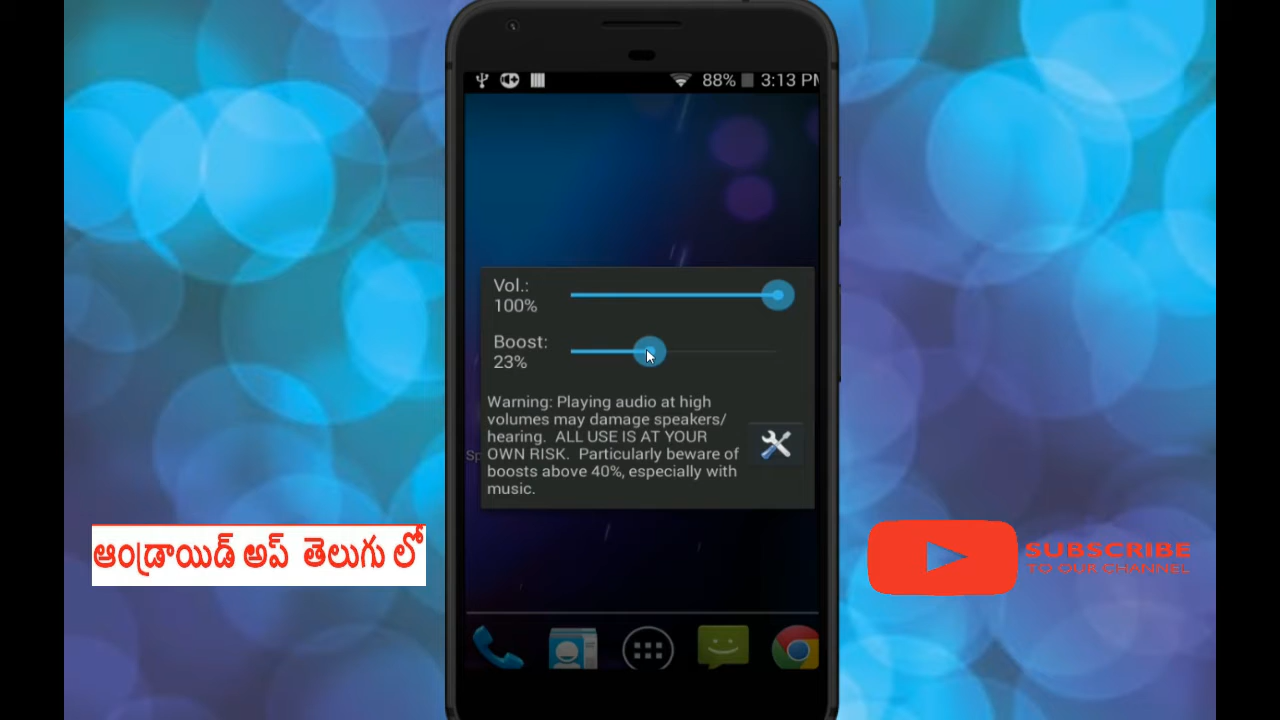 88% 3:13 PM
Vol.:
100%
Boost:
23%
Warning: Playing audio at high
volumes may damage speakers/
hearing. ALL USE IS AT YOUR
OWN RISK. Particularly beware of
boosts above 40%, especially with
music.
ఆండ్రాయిడ్ అప్ తెలుగు లో
SUBSCRIBE
TO OUR CHANNEL